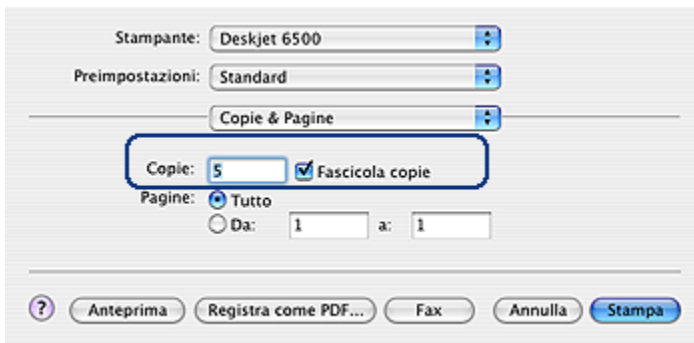 Stampante: Deskjet 6500
Preimpostazioni: Standard
Copie & Pagine
Copie: 5 Fascicola copie
Pagine: Tutto
Da: 1 a: 1
? Anteprima Registra come PDF... Fax Annulla Stampa